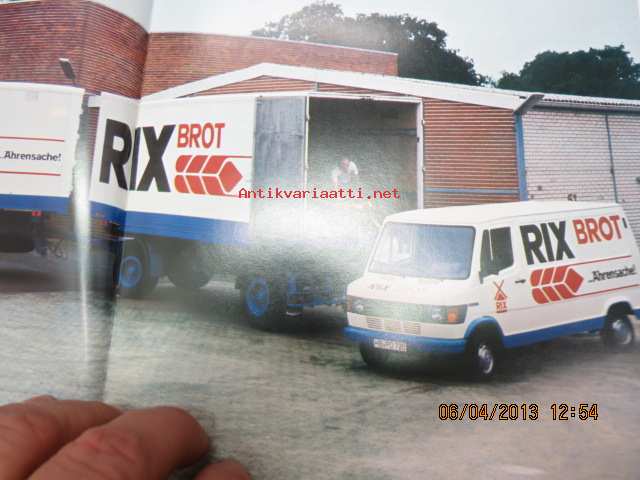 ...Ährensache!
RIX BROT
Antikvariaatti.net
RIX BROT
...Ährensache!
RIX
06/04/2013 12:54